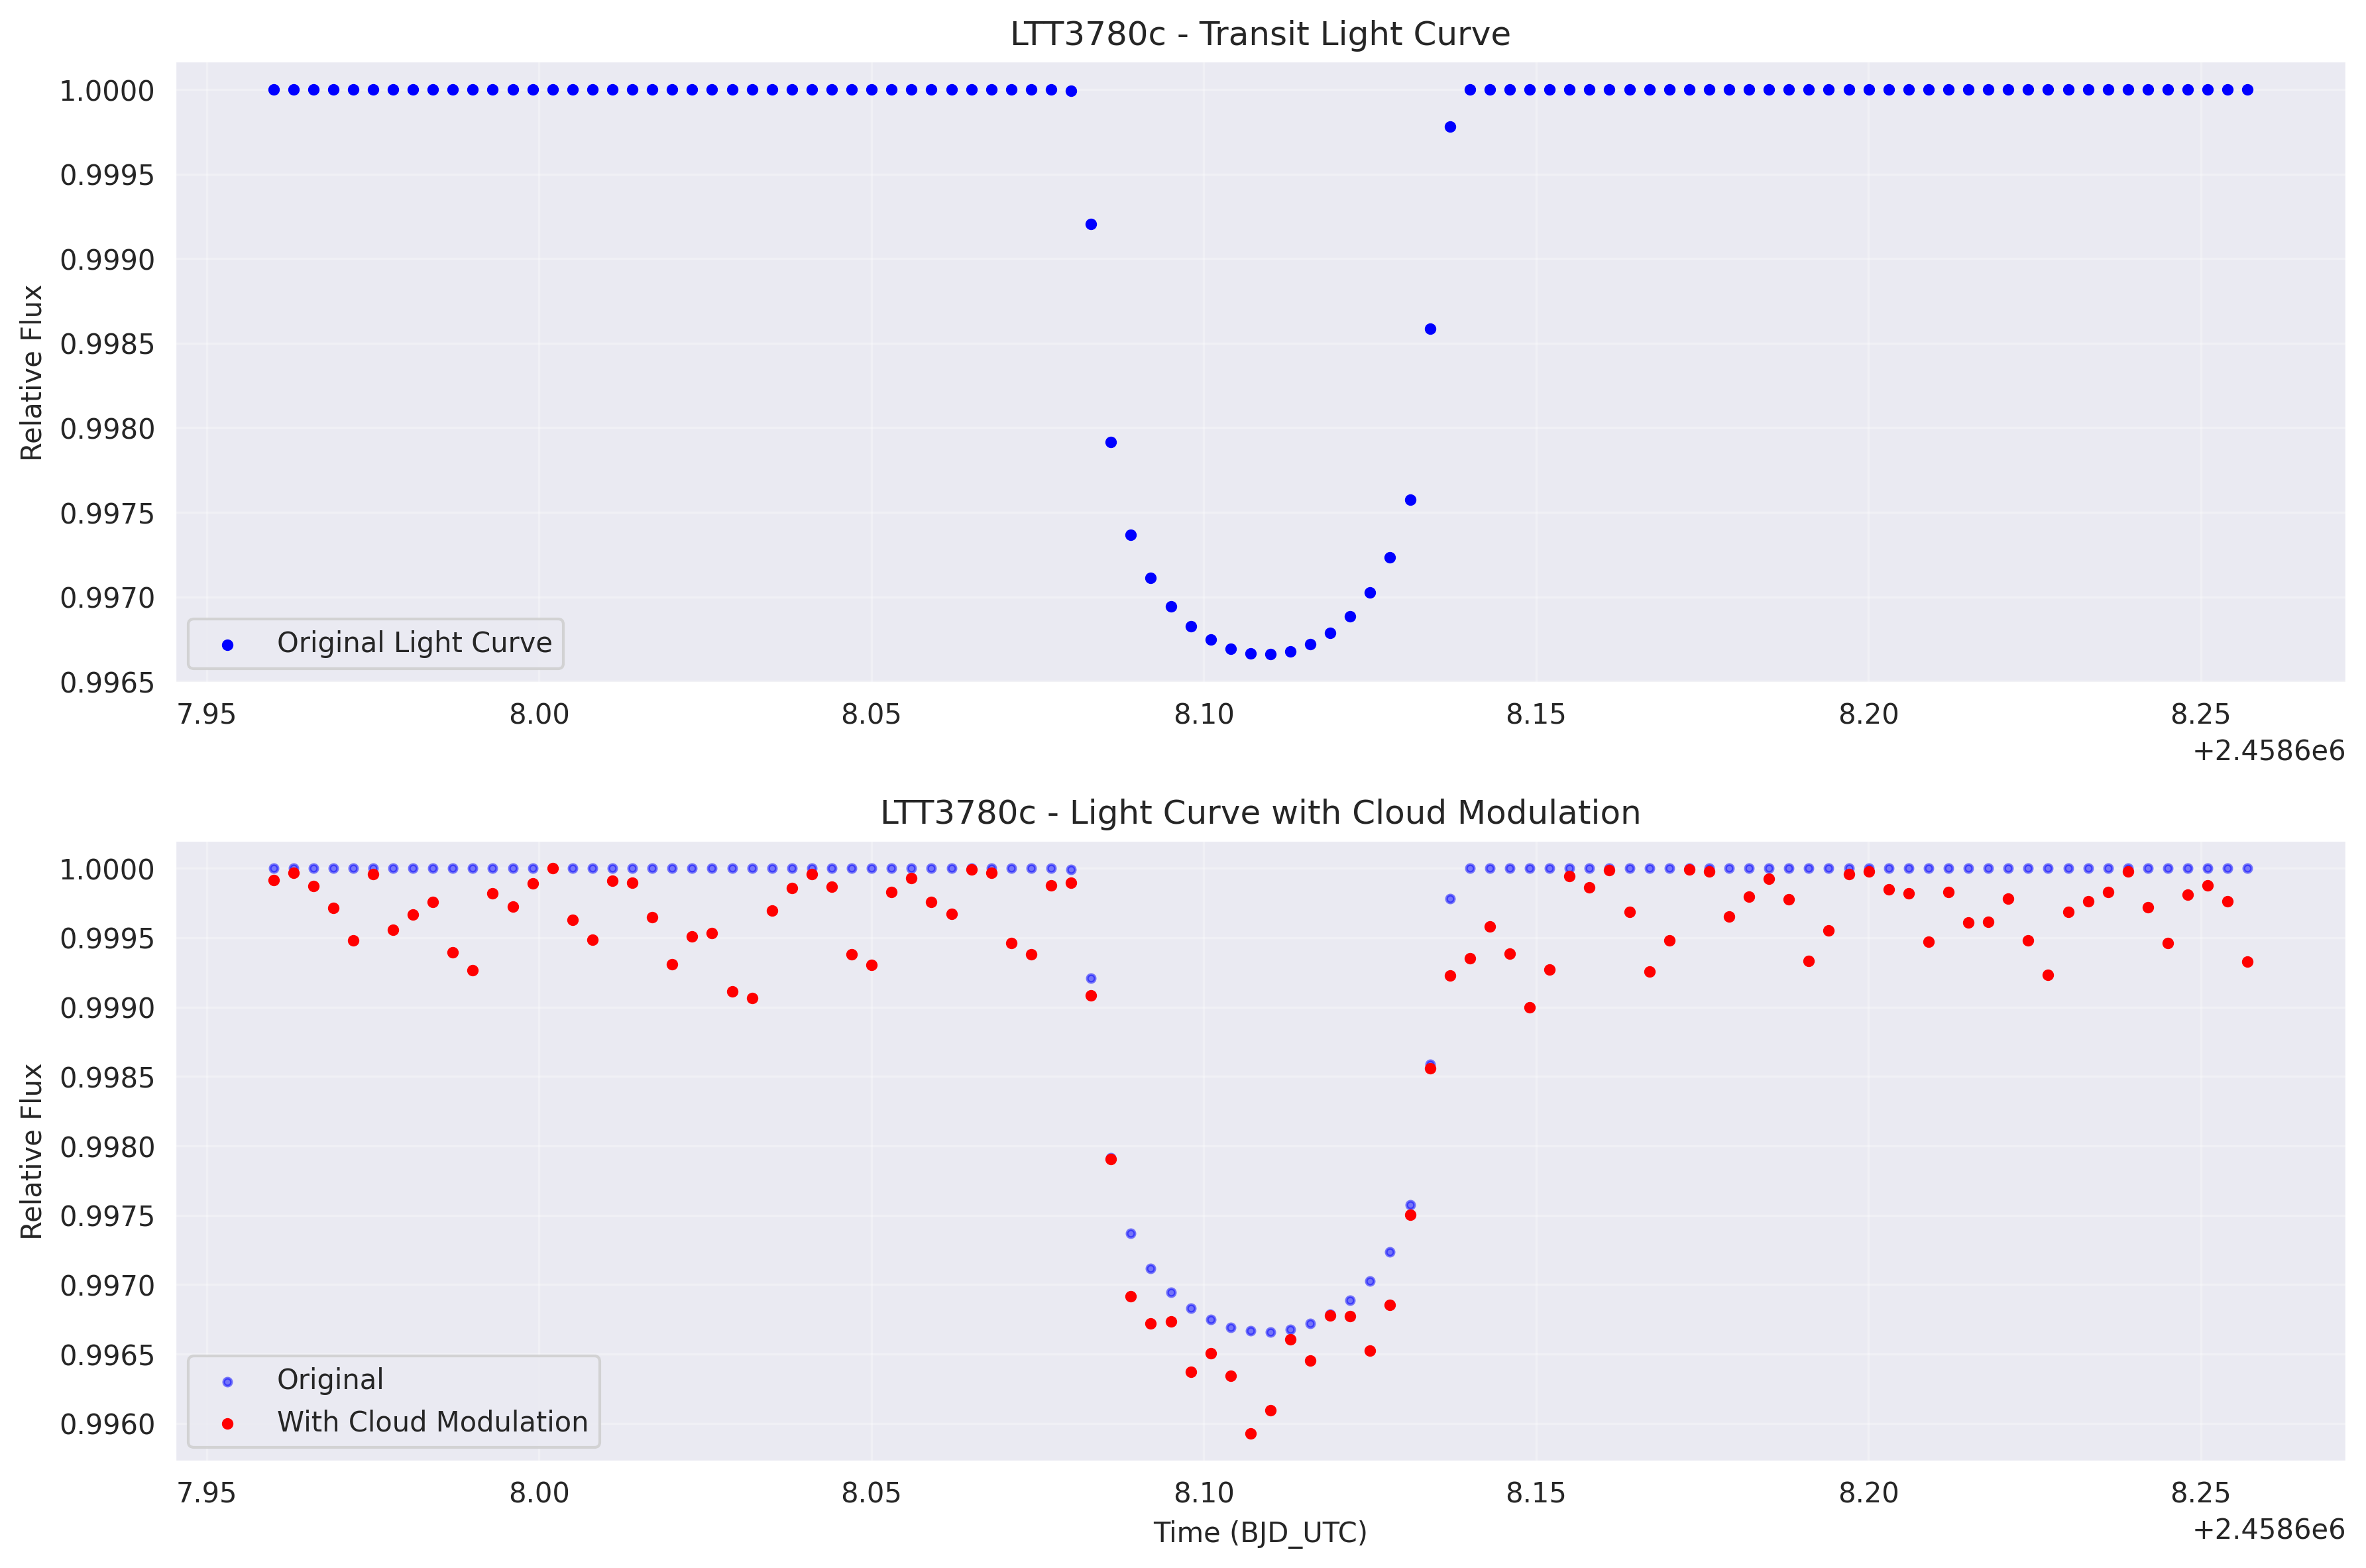 LTT3780c - Transit Light Curve
Relative Flux
1.0000
0.9995
0.9990
0.9985
0.9980
0.9975
0.9970
0.9965
Original Light Curve
7.95 8.00 8.05 8.10 8.15 8.20 8.25
+2.4586e6
LTT3780c - Light Curve with Cloud Modulation
Relative Flux
1.0000
0.9995
0.9990
0.9985
0.9980
0.9975
0.9970
0.9965
0.9960
Original
With Cloud Modulation
7.95 8.00 8.05 8.10 8.15 8.20 8.25
Time (BJD_UTC)
+2.4586e6